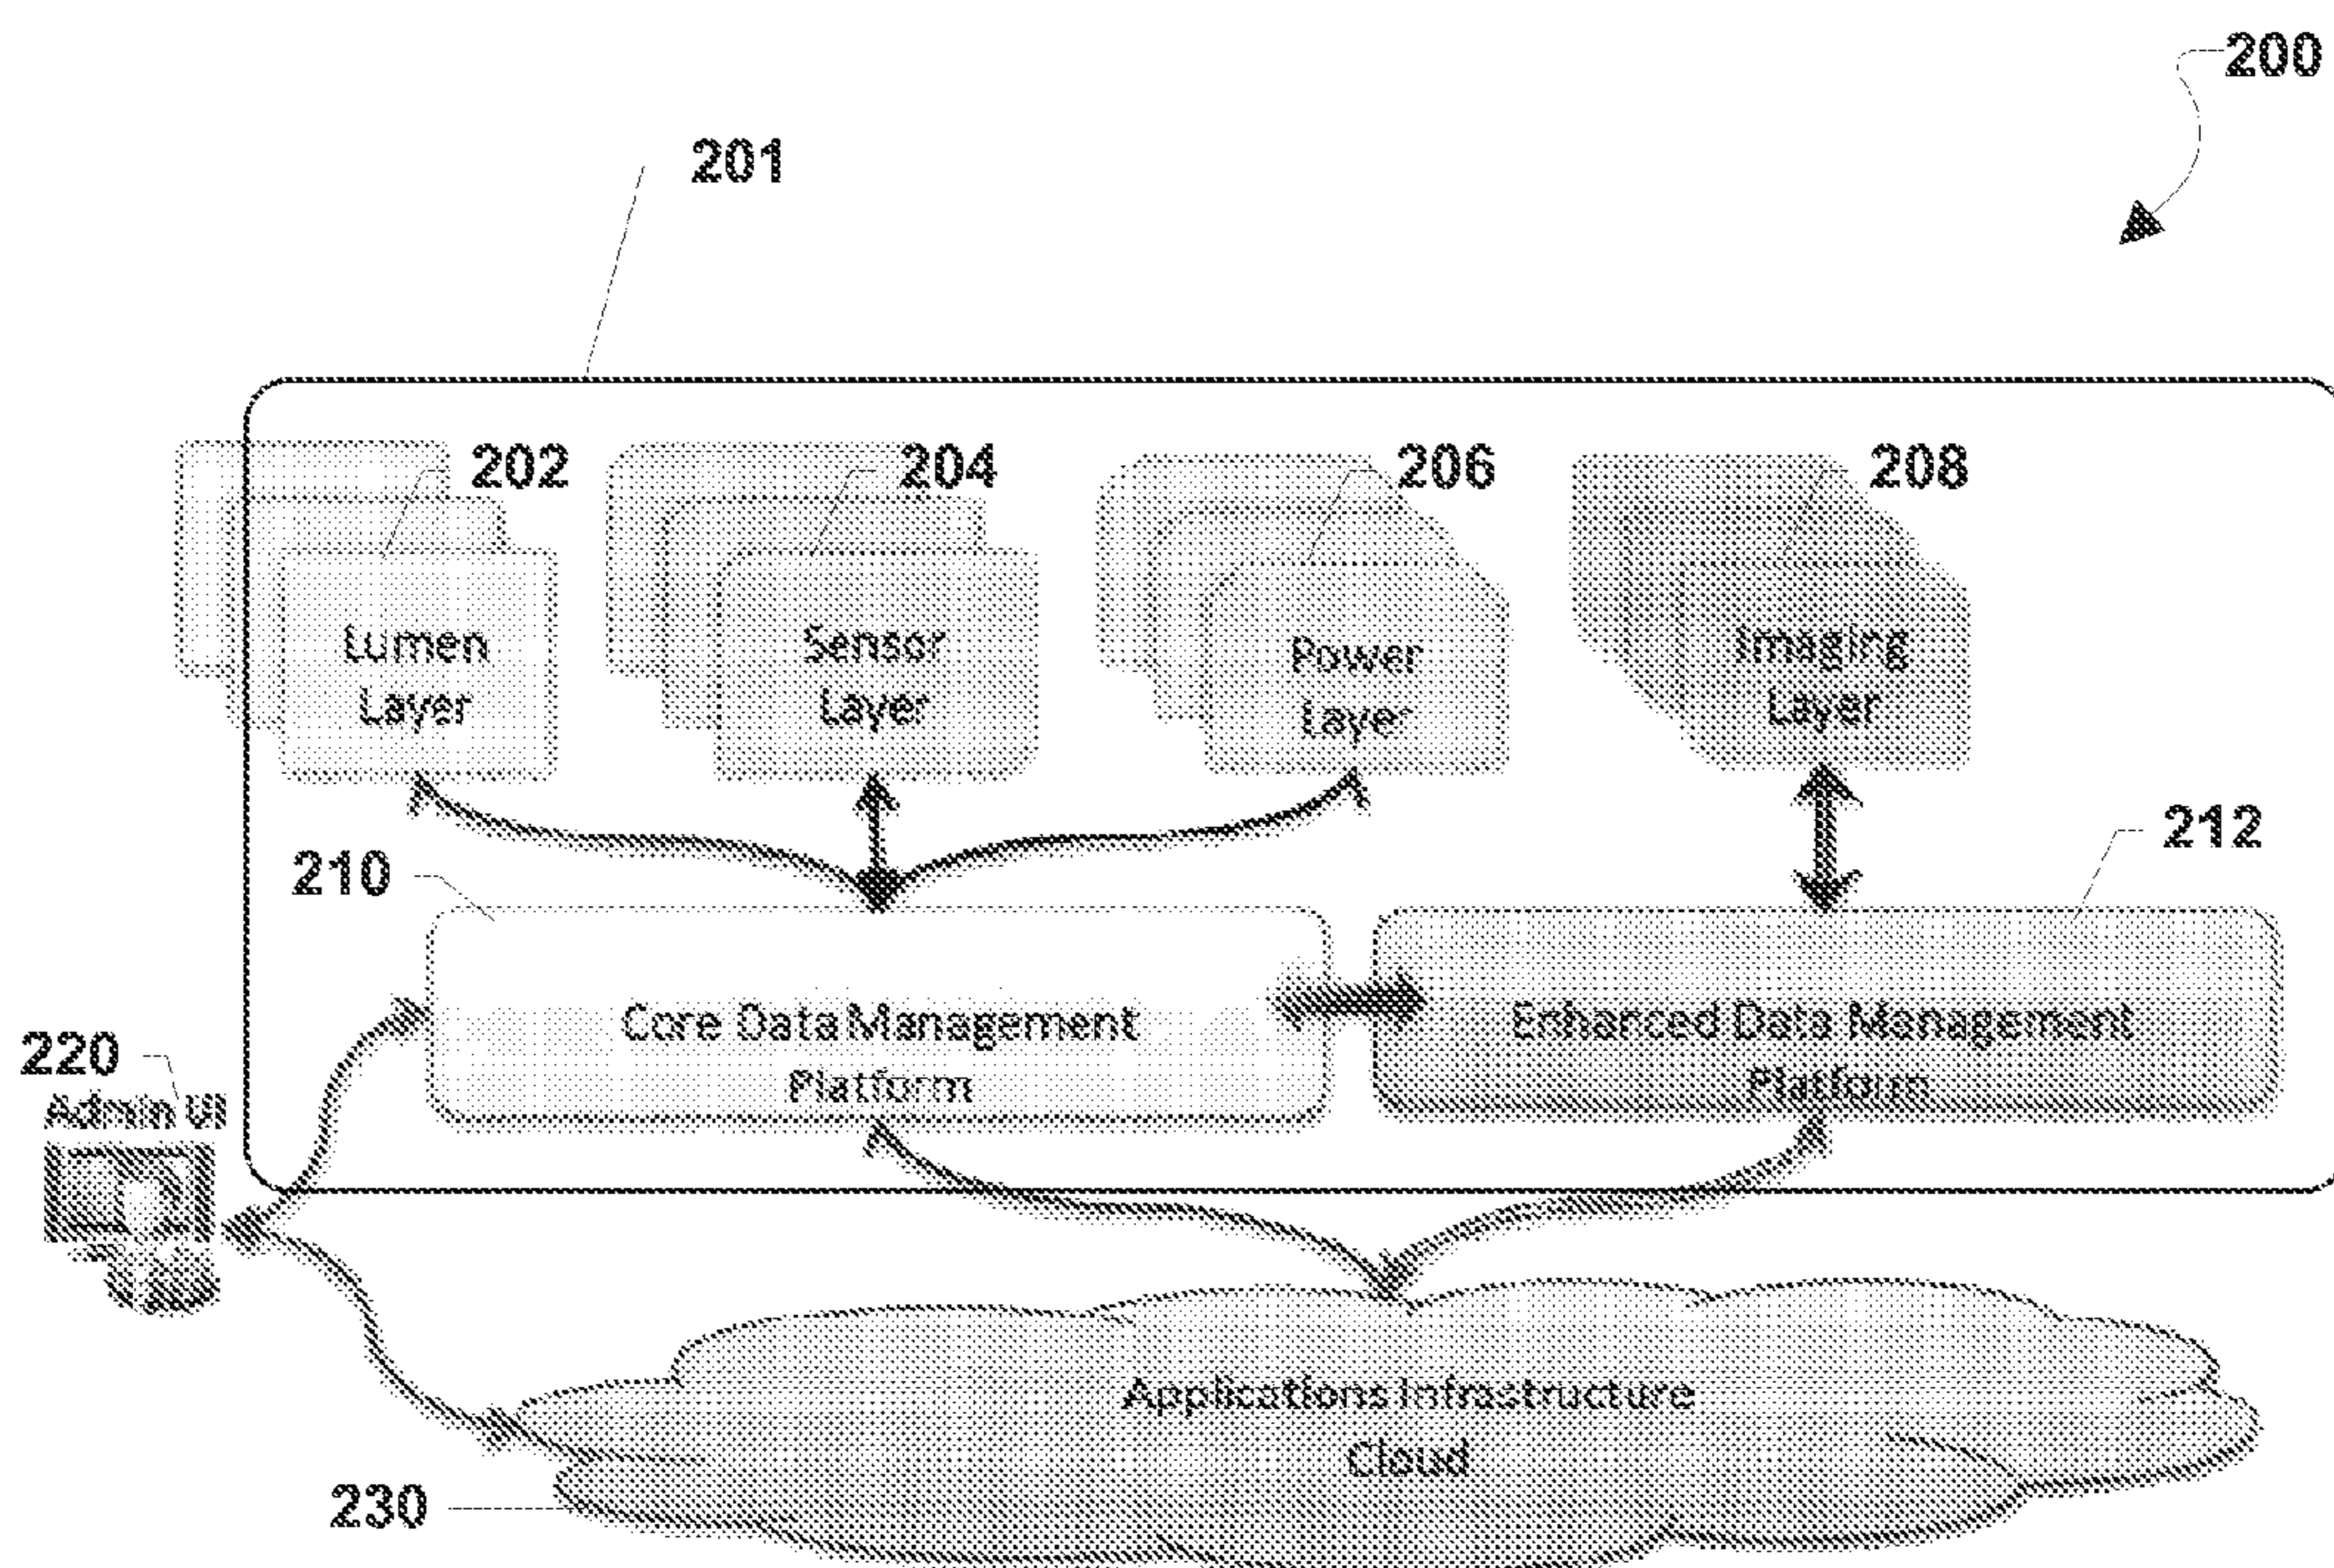 200
201
202
204
206
208
Lumen
Layer
Sensor
Layer
Power
Layer
Imaging
Layer
210
212
Core Data Management
Platform
Enhanced Data Management
Platform
220
Admin UI
Applications Infrastructure
Cloud
230